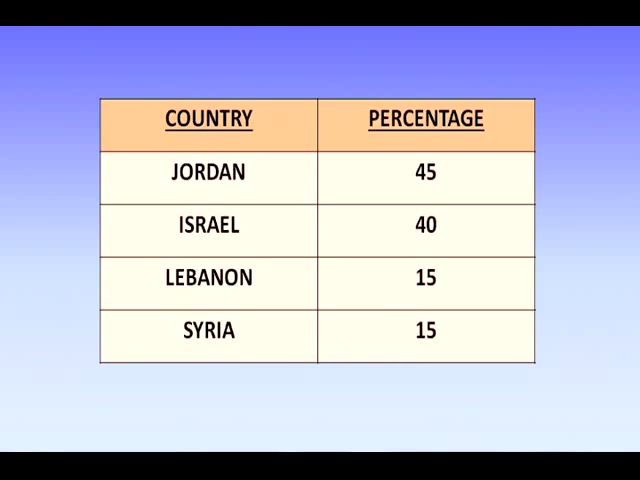 COUNTRY PERCENTAGE
JORDAN 45
ISRAEL 40
LEBANON 15
SYRIA 15